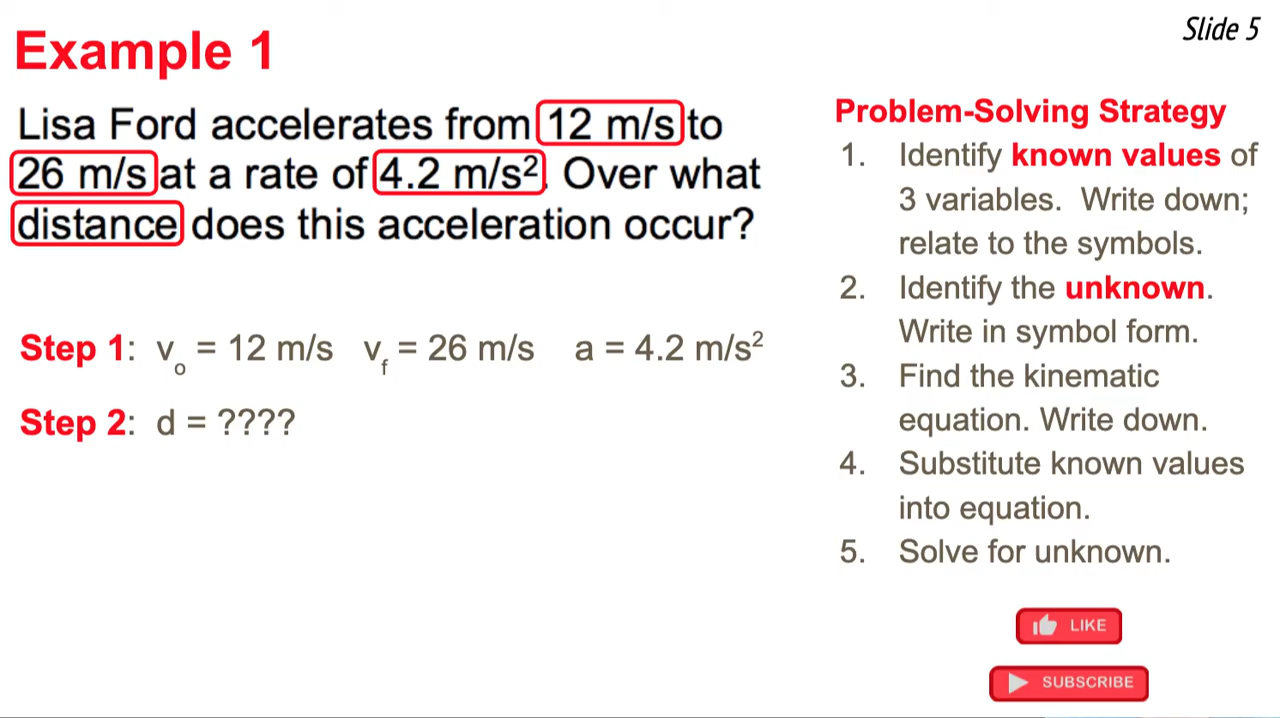 Slide 5
Example 1
Lisa Ford accelerates from 12 m/s to
26 m/s at a rate of 4.2 m/s². Over what
distance does this acceleration occur?
Step 1: vₒ = 12 m/s v_f = 26 m/s a = 4.2 m/s²
Step 2: d = ????
Problem-Solving Strategy
1. Identify known values of
3 variables. Write down;
relate to the symbols.
2. Identify the unknown.
Write in symbol form.
3. Find the kinematic
equation. Write down.
4. Substitute known values
into equation.
5. Solve for unknown.
LIKE
SUBSCRIBE